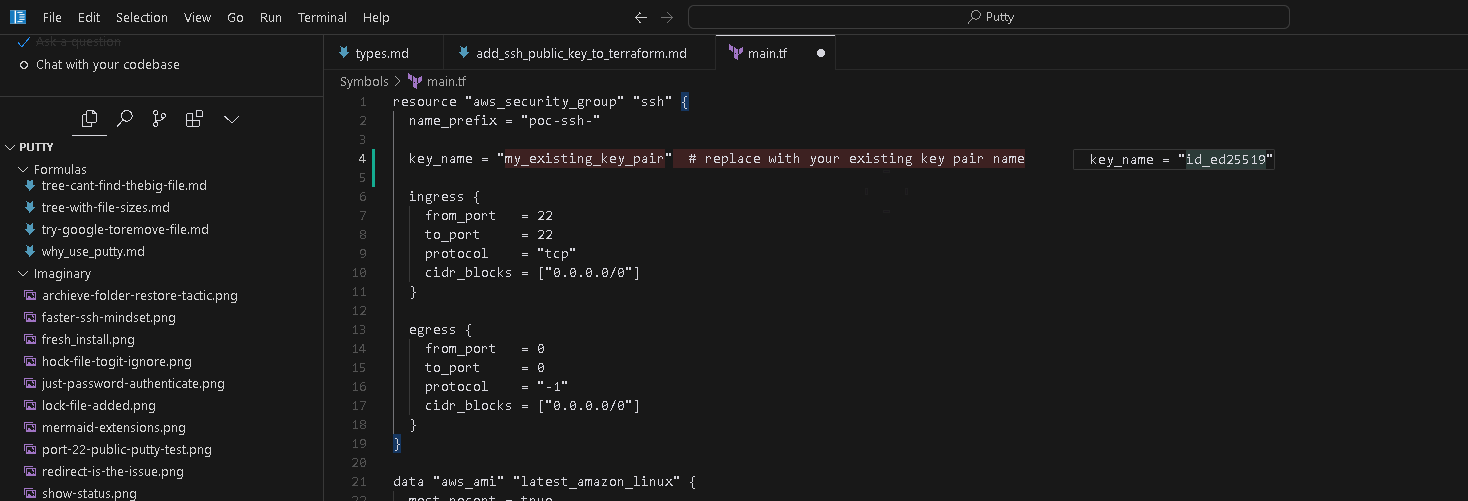 File Edit Selection View Go Run Terminal Help
Putty
Ask a question
Chat with your codebase
types.md
add_ssh_public_key_to_terraform.md
main.tf
Symbols > main.tf
PUTTY
Formulas
tree-cant-find-thebig-file.md
tree-with-file-sizes.md
try-google-toremove-file.md
why_use_putty.md
Imaginary
archieve-folder-restore-tactic.png
faster-ssh-mindset.png
fresh_install.png
hock-file-togit-ignore.png
just-password-authenticate.png
lock-file-added.png
mermaid-extensions.png
port-22-public-putty-test.png
redirect-is-the-issue.png
show-status.png
1 resource "aws_security_group" "ssh" {
2 name_prefix = "poc-ssh-"
3
4 key_name = "my_existing_key_pair" # replace with your existing key pair name
key_name = "id_ed25519"
5
6 ingress {
7 from_port = 22
8 to_port = 22
9 protocol = "tcp"
10 cidr_blocks = ["0.0.0.0/0"]
11 }
12
13 egress {
14 from_port = 0
15 to_port = 0
16 protocol = "-1"
17 cidr_blocks = ["0.0.0.0/0"]
18 }
19 }
20
21 data "aws_ami" "latest_amazon_linux" {
22 most_recent = true